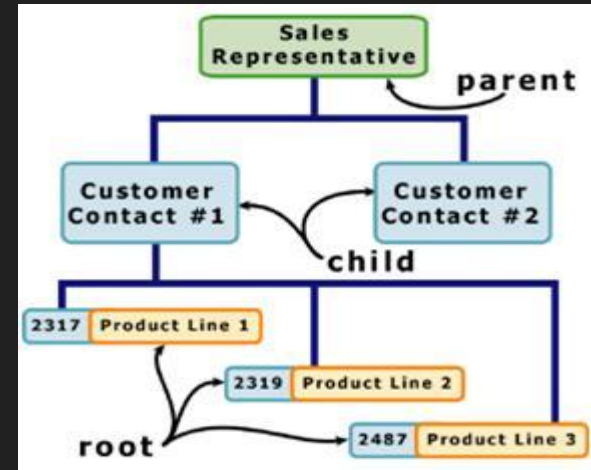 Sales
Representative
parent
Customer
Contact #1
Customer
Contact #2
child
2317 Product Line 1
2319 Product Line 2
root
2487 Product Line 3